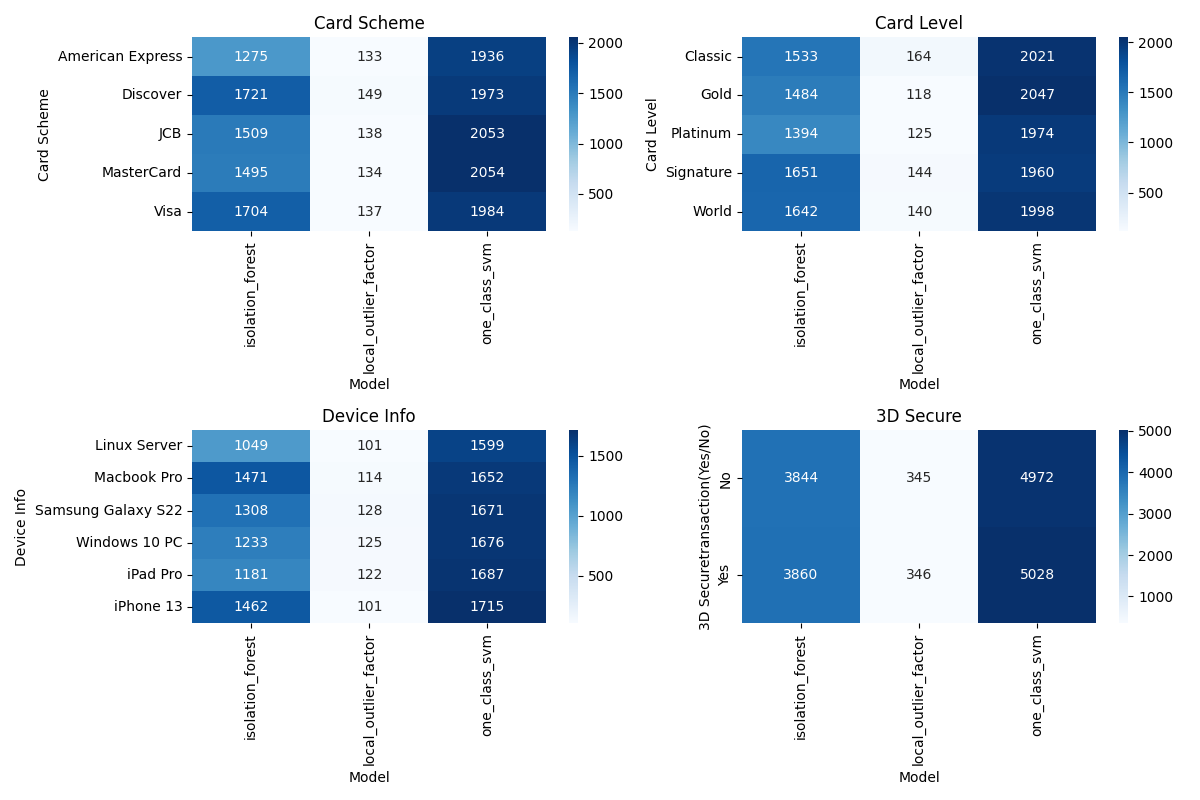 Card Scheme
Card Scheme
American Express 1275 133 1936
Discover 1721 149 1973
JCB 1509 138 2053
MasterCard 1495 134 2054
Visa 1704 137 1984
2000
1500
1000
500
isolation_forest
local_outlier_factor
one_class_svm
Model
Card Level
Card Level
Classic 1533 164 2021
Gold 1484 118 2047
Platinum 1394 125 1974
Signature 1651 144 1960
World 1642 140 1998
2000
1500
1000
500
isolation_forest
local_outlier_factor
one_class_svm
Model
Device Info
Device Info
Linux Server 1049 101 1599
Macbook Pro 1471 114 1652
Samsung Galaxy S22 1308 128 1671
Windows 10 PC 1233 125 1676
iPad Pro 1181 122 1687
iPhone 13 1462 101 1715
1500
1000
500
isolation_forest
local_outlier_factor
one_class_svm
Model
3D Secure
3D Securetransaction(Yes/No)
No 3844 345 4972
Yes 3860 346 5028
5000
4000
3000
2000
1000
isolation_forest
local_outlier_factor
one_class_svm
Model